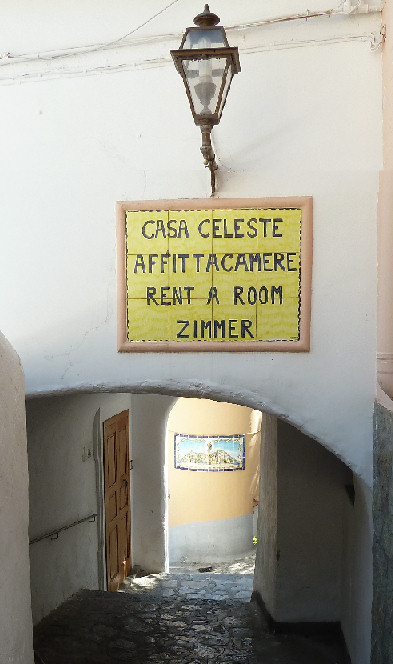 CASA CELESTE
AFFITTACAMERE
RENT A ROOM
ZIMMER